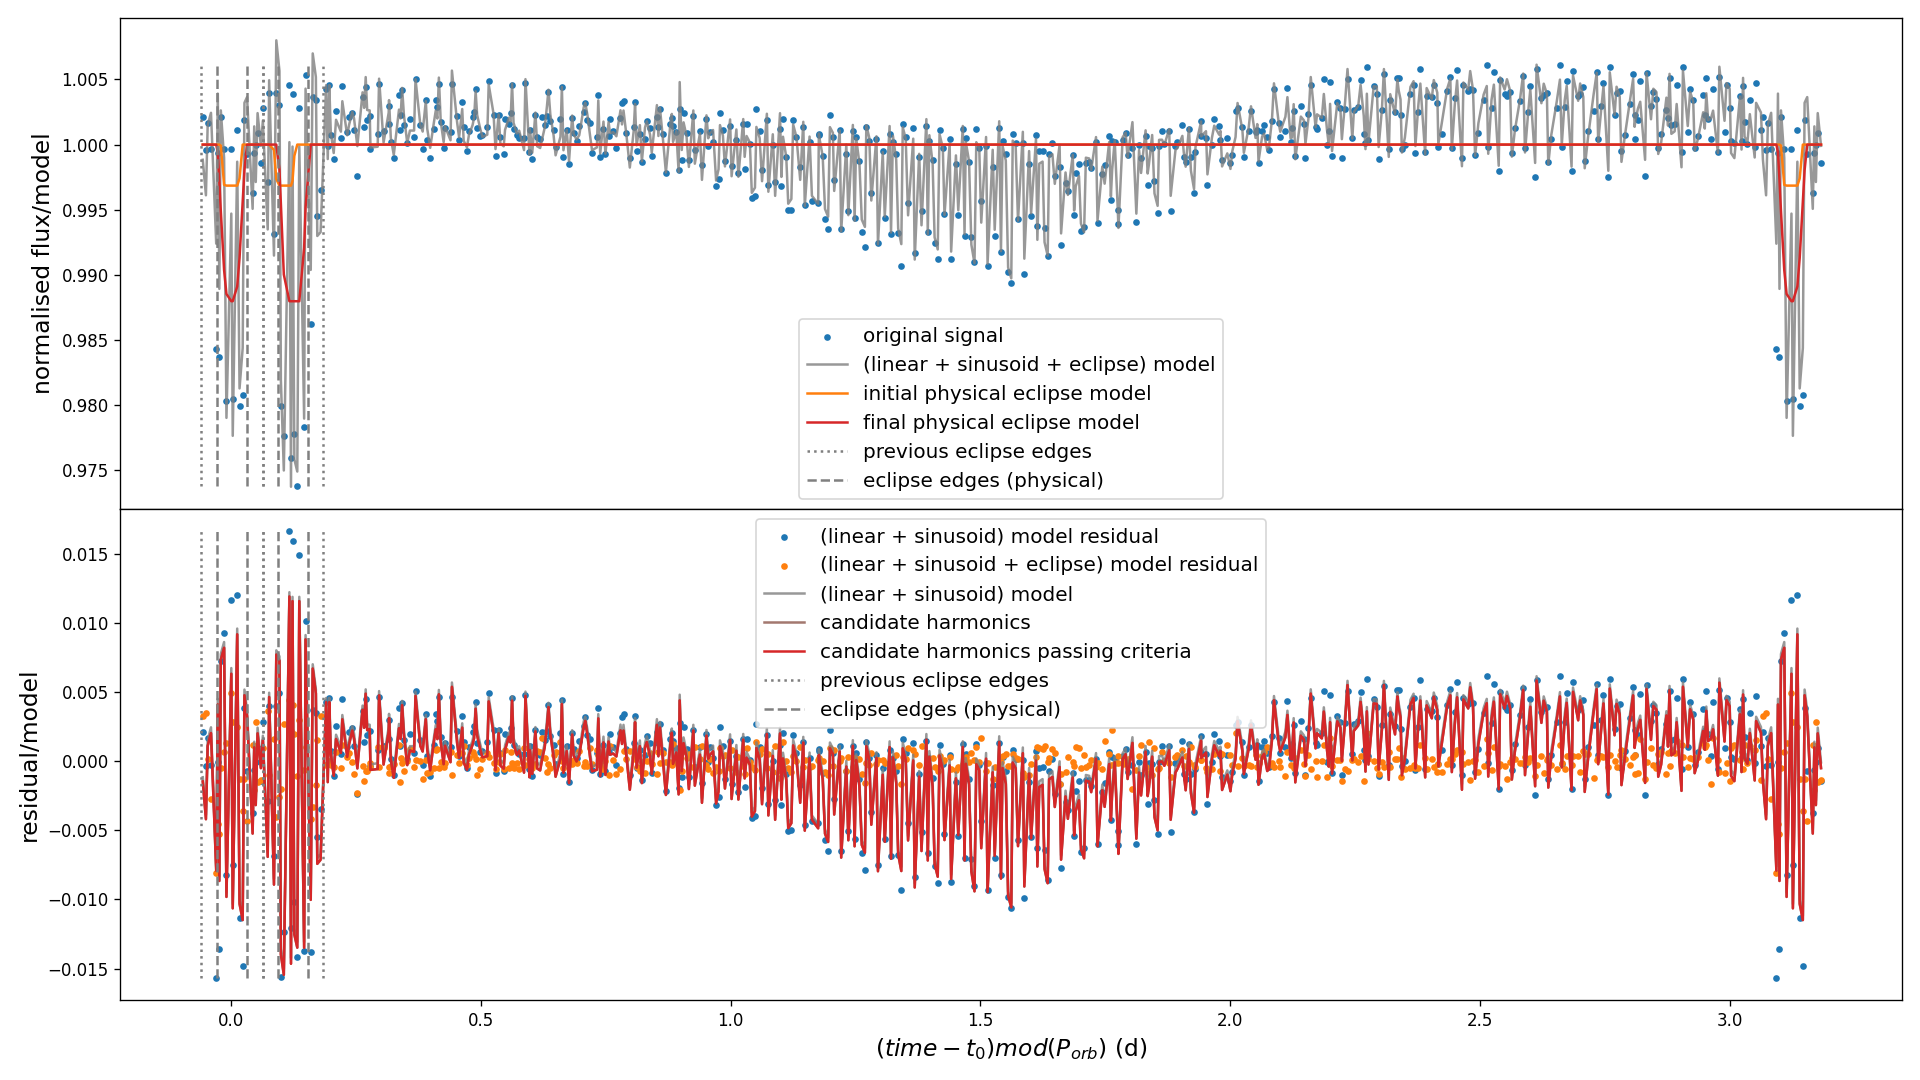 normalised flux/model
1.005
1.000
0.995
0.990
0.985
0.980
0.975
original signal
(linear + sinusoid + eclipse) model
initial physical eclipse model
final physical eclipse model
previous eclipse edges
eclipse edges (physical)
residual/model
0.015
0.010
0.005
0.000
−0.005
−0.010
−0.015
(linear + sinusoid) model residual
(linear + sinusoid + eclipse) model residual
(linear + sinusoid) model
candidate harmonics
candidate harmonics passing criteria
previous eclipse edges
eclipse edges (physical)
0.0 0.5 1.0 1.5 2.0 2.5 3.0
(time − t₀)mod(P_orb) (d)